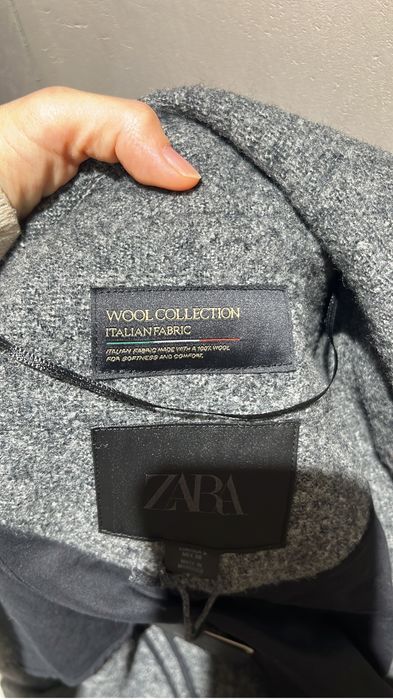 WOOL COLLECTION
ITALIAN FABRIC
ITALIAN FABRIC MADE WITH A 100% WOOL
FOR SOFTNESS AND COMFORT.
ZARA